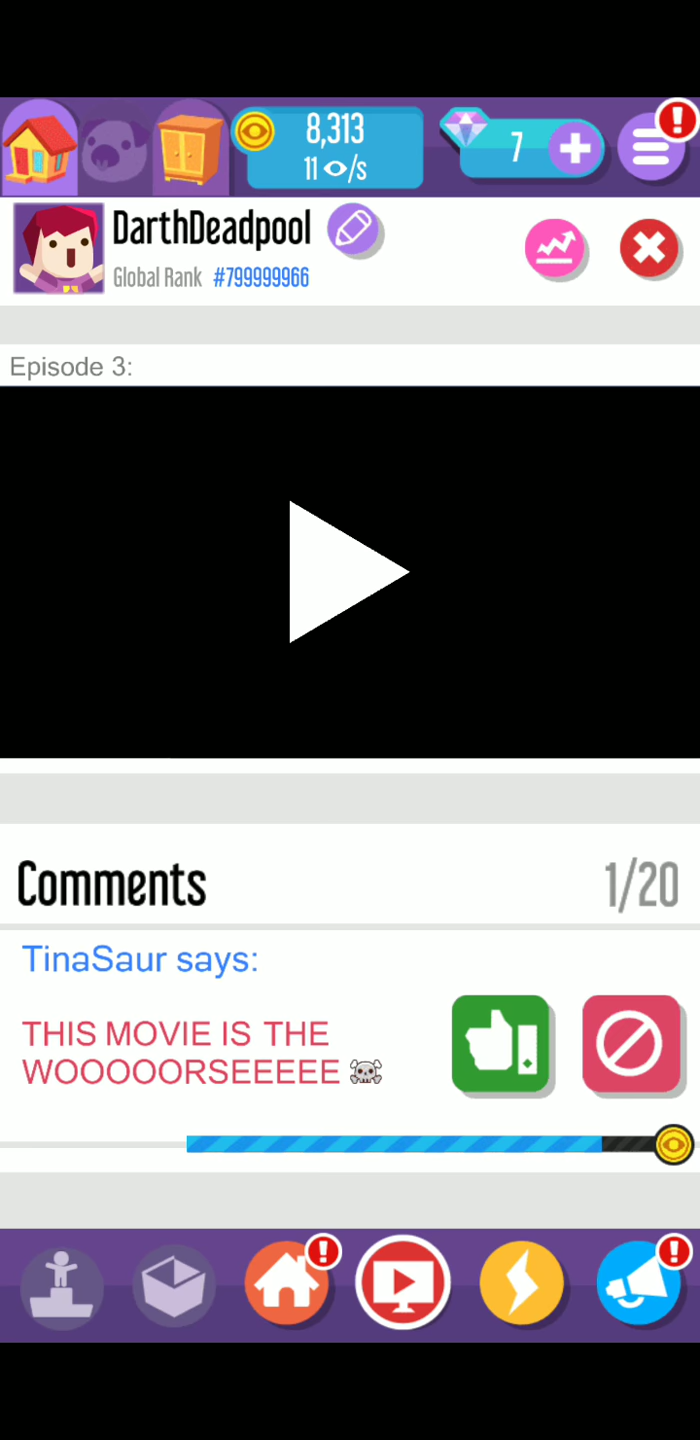 8,313
11 /s
7
DarthDeadpool
Global Rank #799999966
Episode 3:
Comments 1/20
TinaSaur says:
THIS MOVIE IS THE
WOOOOORSEEEEE ☠